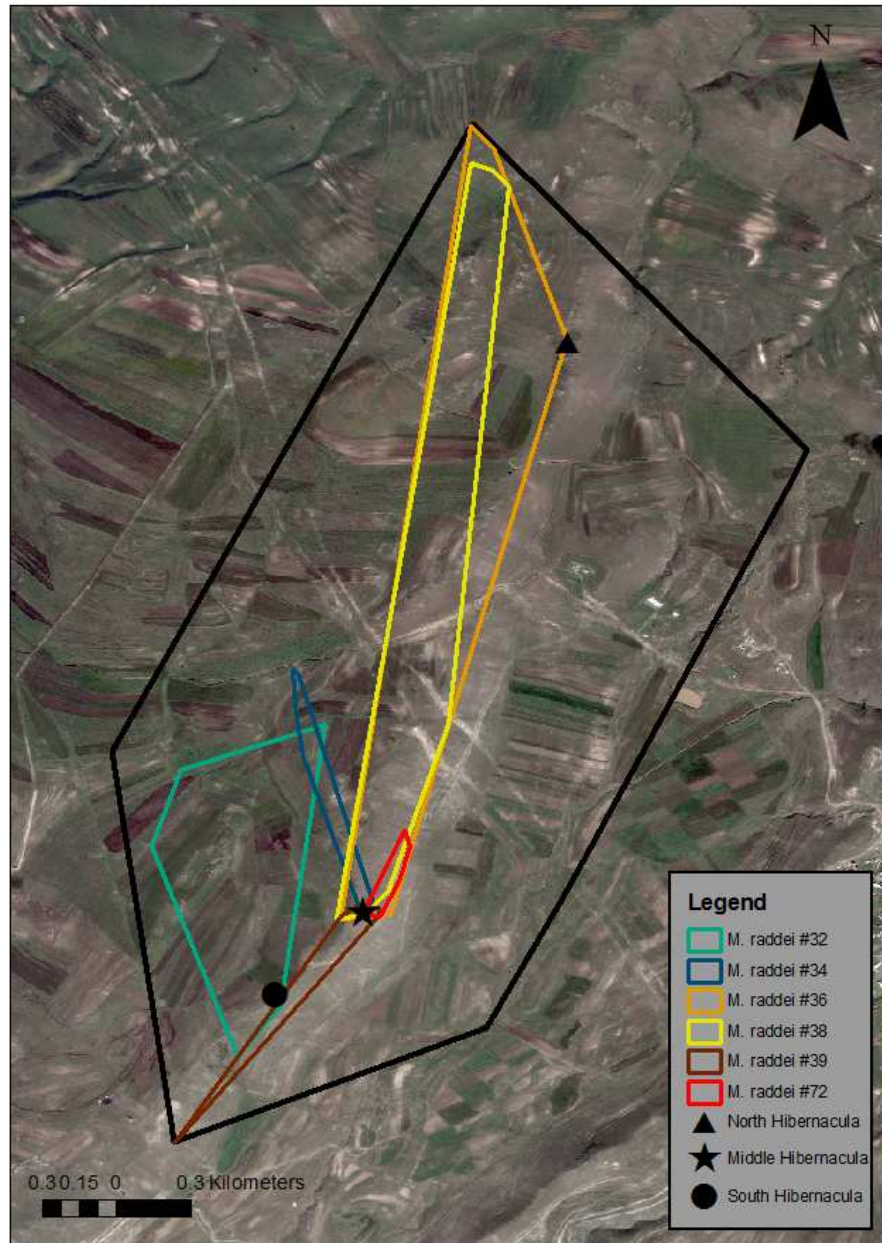 N
Legend
M. raddei #32
M. raddei #34
M. raddei #36
M. raddei #38
M. raddei #39
M. raddei #72
North Hibernacula
Middle Hibernacula
South Hibernacula
0.30.15 0 0.3 Kilometers